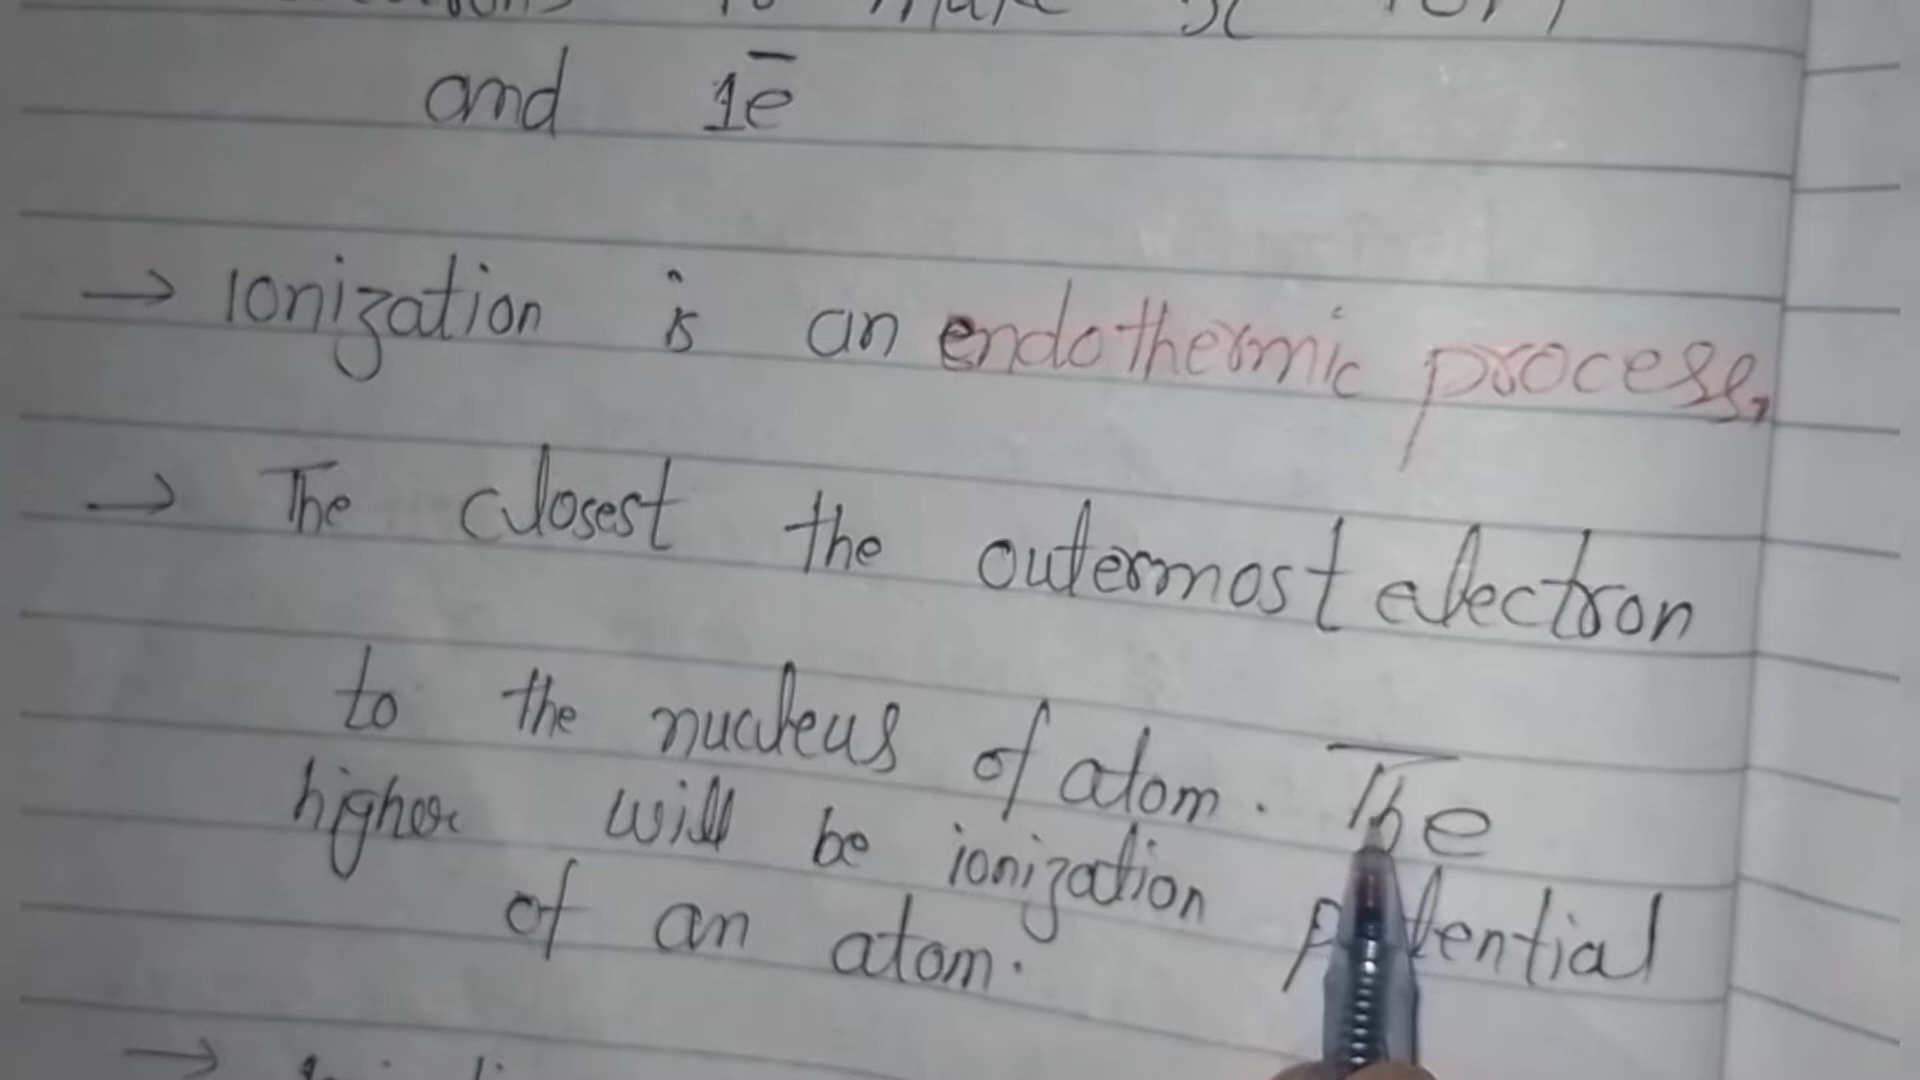 and 1e̅
→ Ionization is an endothermic process,
→ The closest the outermost electron
to the nucleus of atom. The
higher will be ionization potential
of an atom.
→